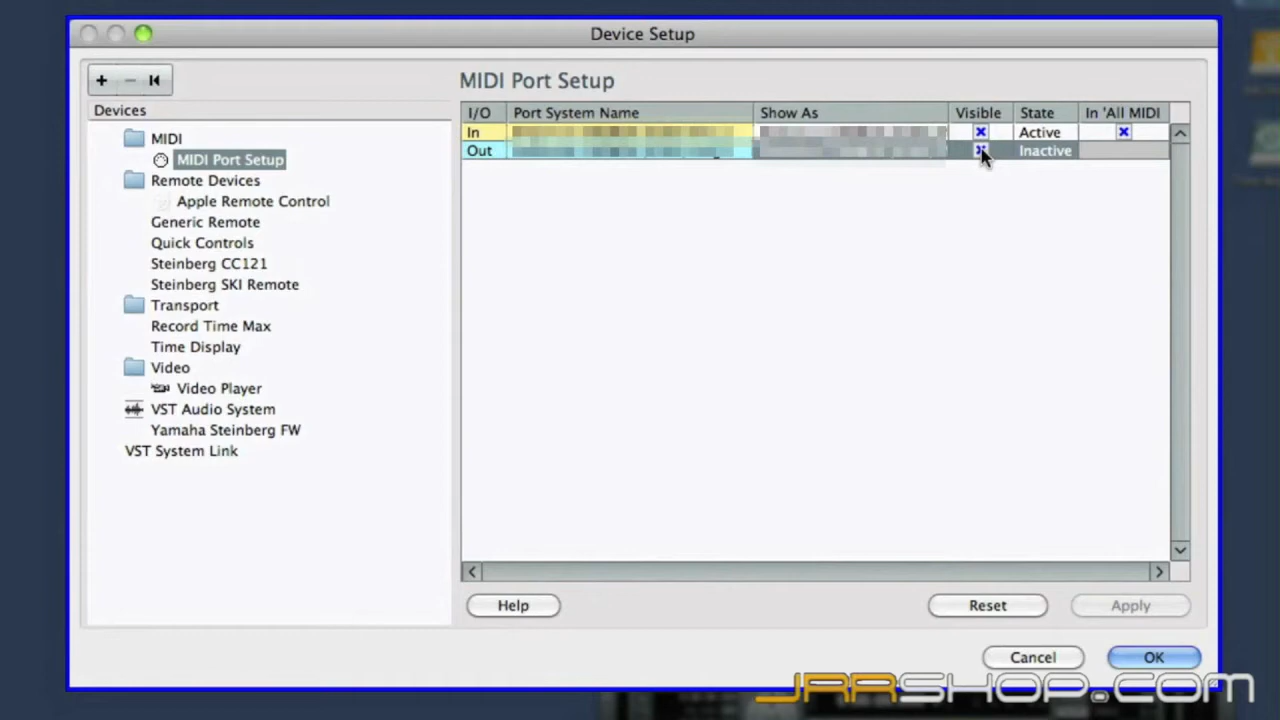 Device Setup
MIDI Port Setup
Devices
I/O Port System Name Show As Visible State In 'All MIDI
MIDI
In Active
MIDI Port Setup
Out Inactive
Remote Devices
Apple Remote Control
Generic Remote
Quick Controls
Steinberg CC121
Steinberg SKI Remote
Transport
Record Time Max
Time Display
Video
Video Player
VST Audio System
Yamaha Steinberg FW
VST System Link
Help Reset Apply
Cancel OK
JRRSHOP.COM